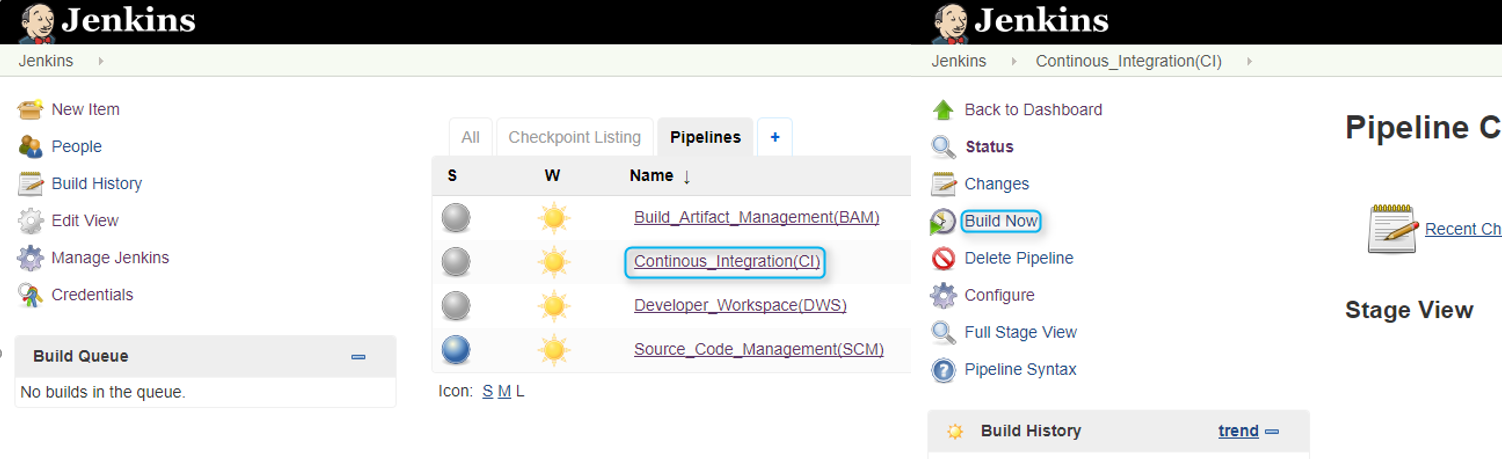 Jenkins
Jenkins
New Item
People
Build History
Edit View
Manage Jenkins
Credentials
Build Queue
No builds in the queue.
All Checkpoint Listing Pipelines +
S W Name ↓
Build_Artifact_Management(BAM)
Continous_Integration(CI)
Developer_Workspace(DWS)
Source_Code_Management(SCM)
Icon: S M L
Jenkins
Jenkins Continous_Integration(CI)
Back to Dashboard
Status
Changes
Build Now
Delete Pipeline
Configure
Full Stage View
Pipeline Syntax
Build History trend
Pipeline C
Recent Ch
Stage View